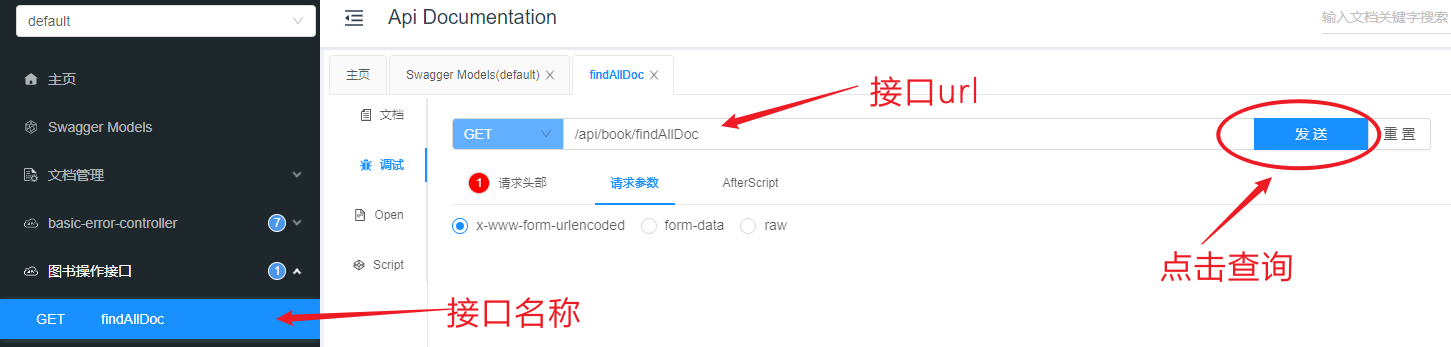 default
主页
Swagger Models
文档管理
basic-error-controller
7
图书操作接口
1
GET findAllDoc
Api Documentation
输入文档关键字搜索
主页
Swagger Models(default)
findAllDoc
文档
调试
Open
Script
GET
/api/book/findAllDoc
发 送
重 置
1 请求头部
请求参数
AfterScript
x-www-form-urlencoded
form-data
raw
接口url
点击查询
接口名称